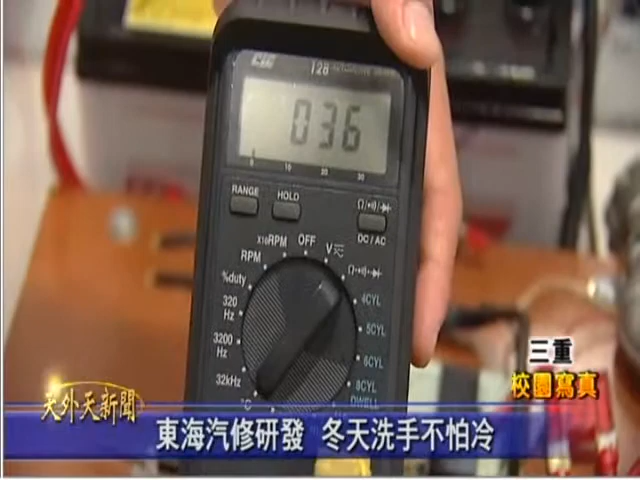 CIC
128
036
0 10 20 30
RANGE
HOLD
Ω
DC / AC
x10RPM
OFF
V
RPM
Ω
%duty
4CYL
320
Hz
5CYL
3200
Hz
6CYL
32kHz
8CYL
DWELL
°C
三重
校園寫真
天外天新聞
東海汽修研發 冬天洗手不怕冷